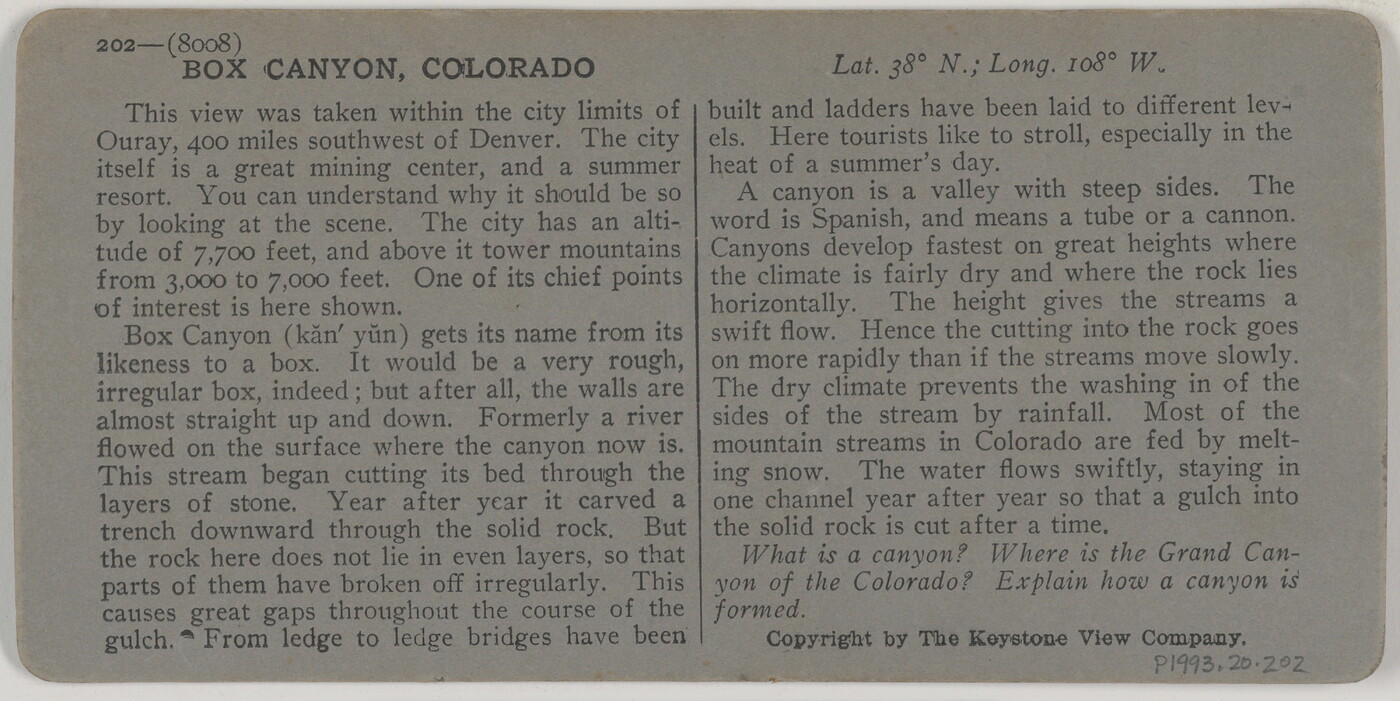 202—(8008)
BOX CANYON, COLORADO
This view was taken within the city limits of
Ouray, 400 miles southwest of Denver. The city
itself is a great mining center, and a summer
resort. You can understand why it should be so
by looking at the scene. The city has an alti-
tude of 7,700 feet, and above it tower mountains
from 3,000 to 7,000 feet. One of its chief points
of interest is here shown.
Box Canyon (kăn′ yŭn) gets its name from its
likeness to a box. It would be a very rough,
irregular box, indeed; but after all, the walls are
almost straight up and down. Formerly a river
flowed on the surface where the canyon now is.
This stream began cutting its bed through the
layers of stone. Year after year it carved a
trench downward through the solid rock. But
the rock here does not lie in even layers, so that
parts of them have broken off irregularly. This
causes great gaps throughout the course of the
gulch. From ledge to ledge bridges have been
Lat. 38° N.; Long. 108° W.
built and ladders have been laid to different lev-
els. Here tourists like to stroll, especially in the
heat of a summer's day.
A canyon is a valley with steep sides. The
word is Spanish, and means a tube or a cannon.
Canyons develop fastest on great heights where
the climate is fairly dry and where the rock lies
horizontally. The height gives the streams a
swift flow. Hence the cutting into the rock goes
on more rapidly than if the streams move slowly.
The dry climate prevents the washing in of the
sides of the stream by rainfall. Most of the
mountain streams in Colorado are fed by melt-
ing snow. The water flows swiftly, staying in
one channel year after year so that a gulch into
the solid rock is cut after a time.
What is a canyon? Where is the Grand Can-
yon of the Colorado? Explain how a canyon is
formed.
Copyright by The Keystone View Company.
P1993.20.202